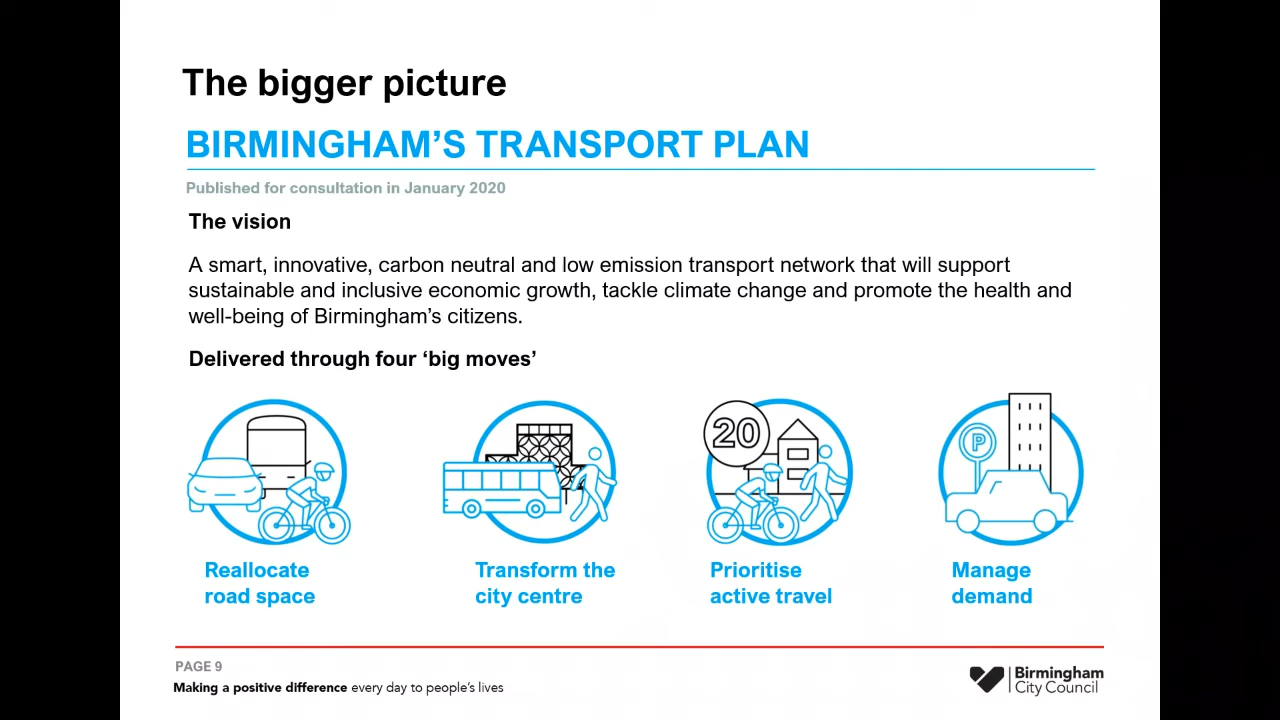 The bigger picture
BIRMINGHAM’S TRANSPORT PLAN
Published for consultation in January 2020
The vision
A smart, innovative, carbon neutral and low emission transport network that will support
sustainable and inclusive economic growth, tackle climate change and promote the health and
well-being of Birmingham’s citizens.
Delivered through four ‘big moves’
20
P
Reallocate
road space
Transform the
city centre
Prioritise
active travel
Manage
demand
PAGE 9
Making a positive difference every day to people’s lives
Birmingham
City Council